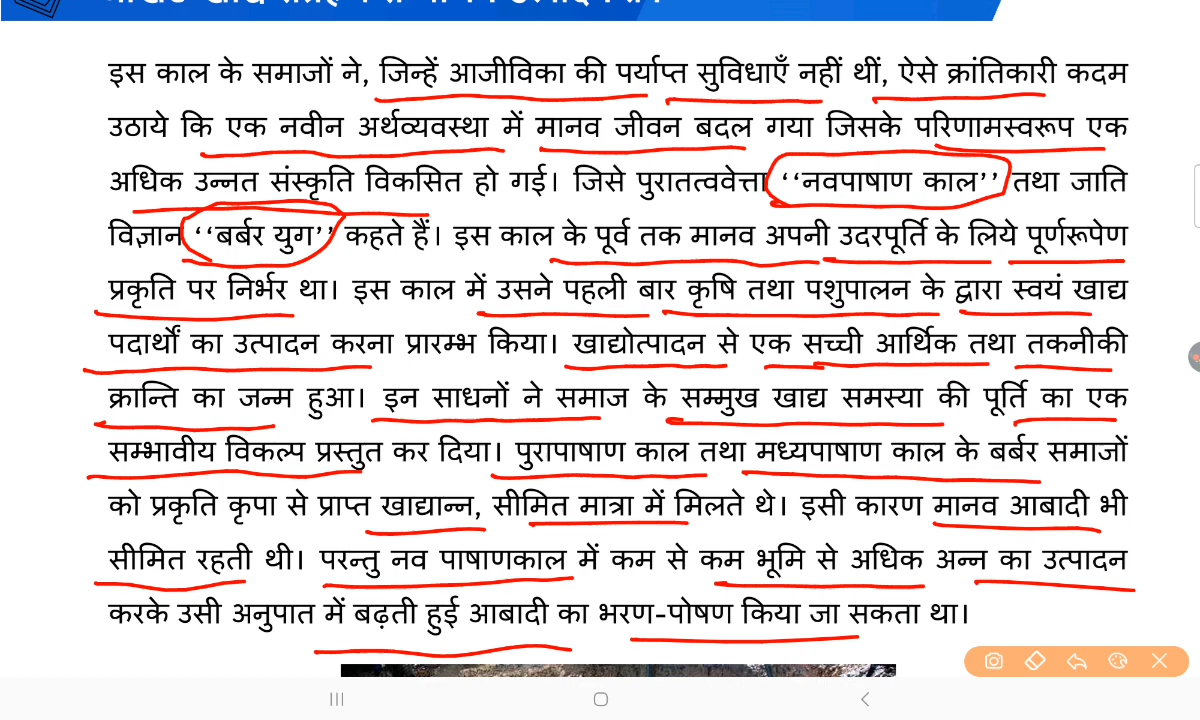 इस काल के समाजों ने, जिन्हें आजीविका की पर्याप्त सुविधाएँ नहीं थीं, ऐसे क्रांतिकारी कदम
उठाये कि एक नवीन अर्थव्यवस्था में मानव जीवन बदल गया जिसके परिणामस्वरूप एक
अधिक उन्नत संस्कृति विकसित हो गई। जिसे पुरातत्ववेत्ता ‘‘नवपाषाण काल’’ तथा जाति
विज्ञान ‘‘बर्बर युग’’ कहते हैं। इस काल के पूर्व तक मानव अपनी उदरपूर्ति के लिये पूर्णरूपेण
प्रकृति पर निर्भर था। इस काल में उसने पहली बार कृषि तथा पशुपालन के द्वारा स्वयं खाद्य
पदार्थों का उत्पादन करना प्रारम्भ किया। खाद्योत्पादन से एक सच्ची आर्थिक तथा तकनीकी
क्रान्ति का जन्म हुआ। इन साधनों ने समाज के सम्मुख खाद्य समस्या की पूर्ति का एक
सम्भावीय विकल्प प्रस्तुत कर दिया। पुरापाषाण काल तथा मध्यपाषाण काल के बर्बर समाजों
को प्रकृति कृपा से प्राप्त खाद्यान्न, सीमित मात्रा में मिलते थे। इसी कारण मानव आबादी भी
सीमित रहती थी। परन्तु नव पाषाणकाल में कम से कम भूमि से अधिक अन्न का उत्पादन
करके उसी अनुपात में बढ़ती हुई आबादी का भरण-पोषण किया जा सकता था।